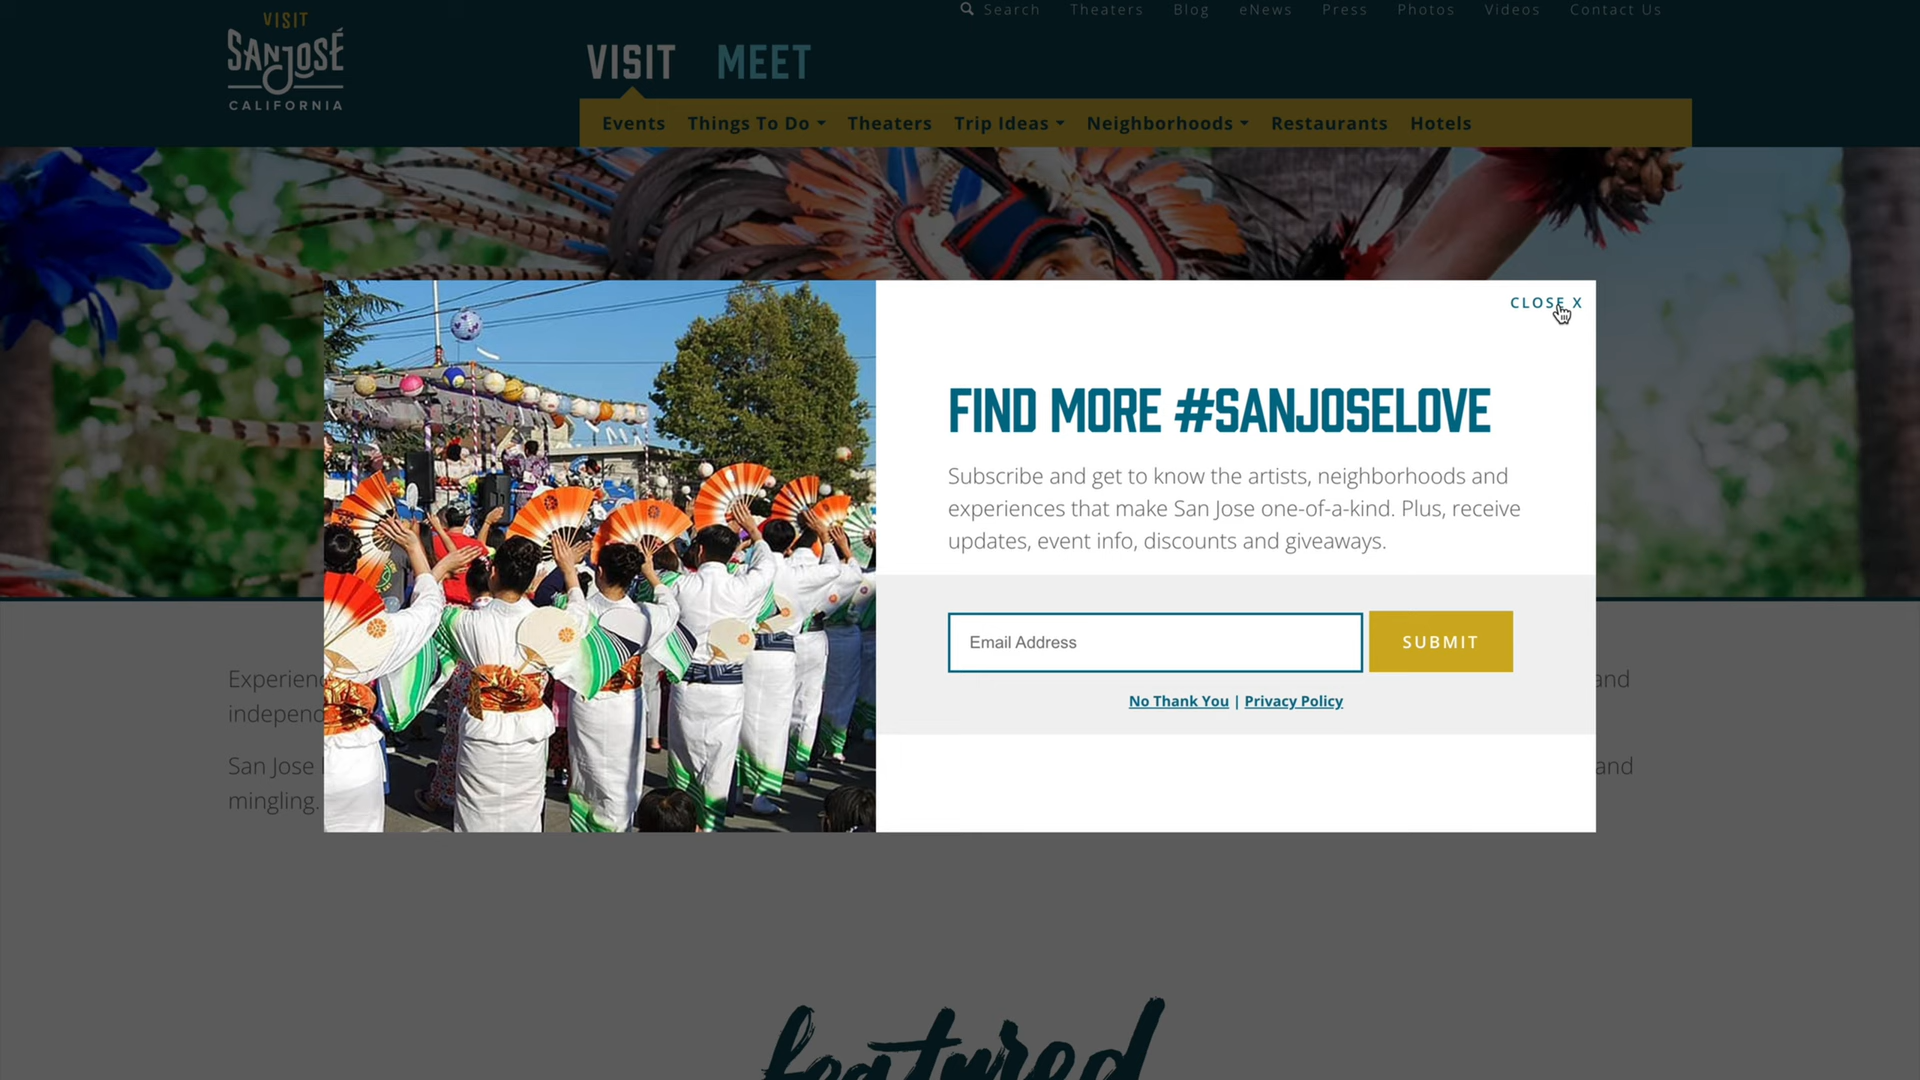 VISIT
SAN JOSÉ
CALIFORNIA
Search Theaters Blog eNews Press Photos Videos Contact Us
VISIT MEET
Events Things To Do Theaters Trip Ideas Neighborhoods Restaurants Hotels
CLOSE X
FIND MORE #SANJOSELOVE
Subscribe and get to know the artists, neighborhoods and
experiences that make San Jose one-of-a-kind. Plus, receive
updates, event info, discounts and giveaways.
Email Address SUBMIT
No Thank You | Privacy Policy
and
San Jose and
mingling.
featured